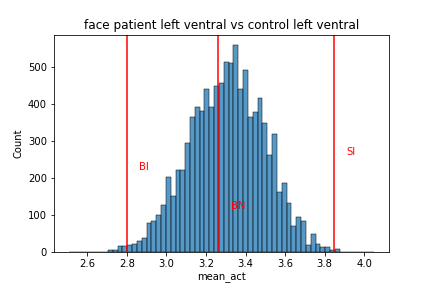 face patient left ventral vs control left ventral
500
400
300
200
100
0
Count
BI
BN
SI
2.6 2.8 3.0 3.2 3.4 3.6 3.8 4.0
mean_act